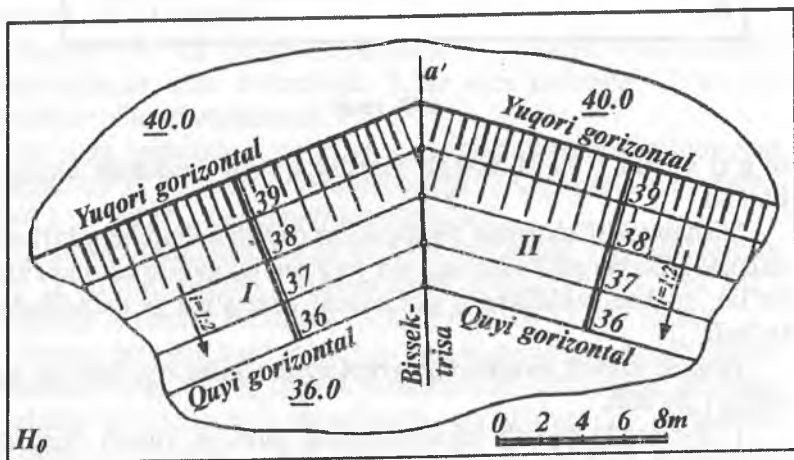 a'
40.0
40.0
Yuqori gorizontal
Yuqori gorizontal
39
39
38
38
I
II
37
37
i=1:2
i=1:2
36
36
Quyi gorizontal
Quyi gorizontal
36.0
Bissek-
trisa
H₀
0 2 4 6 8m